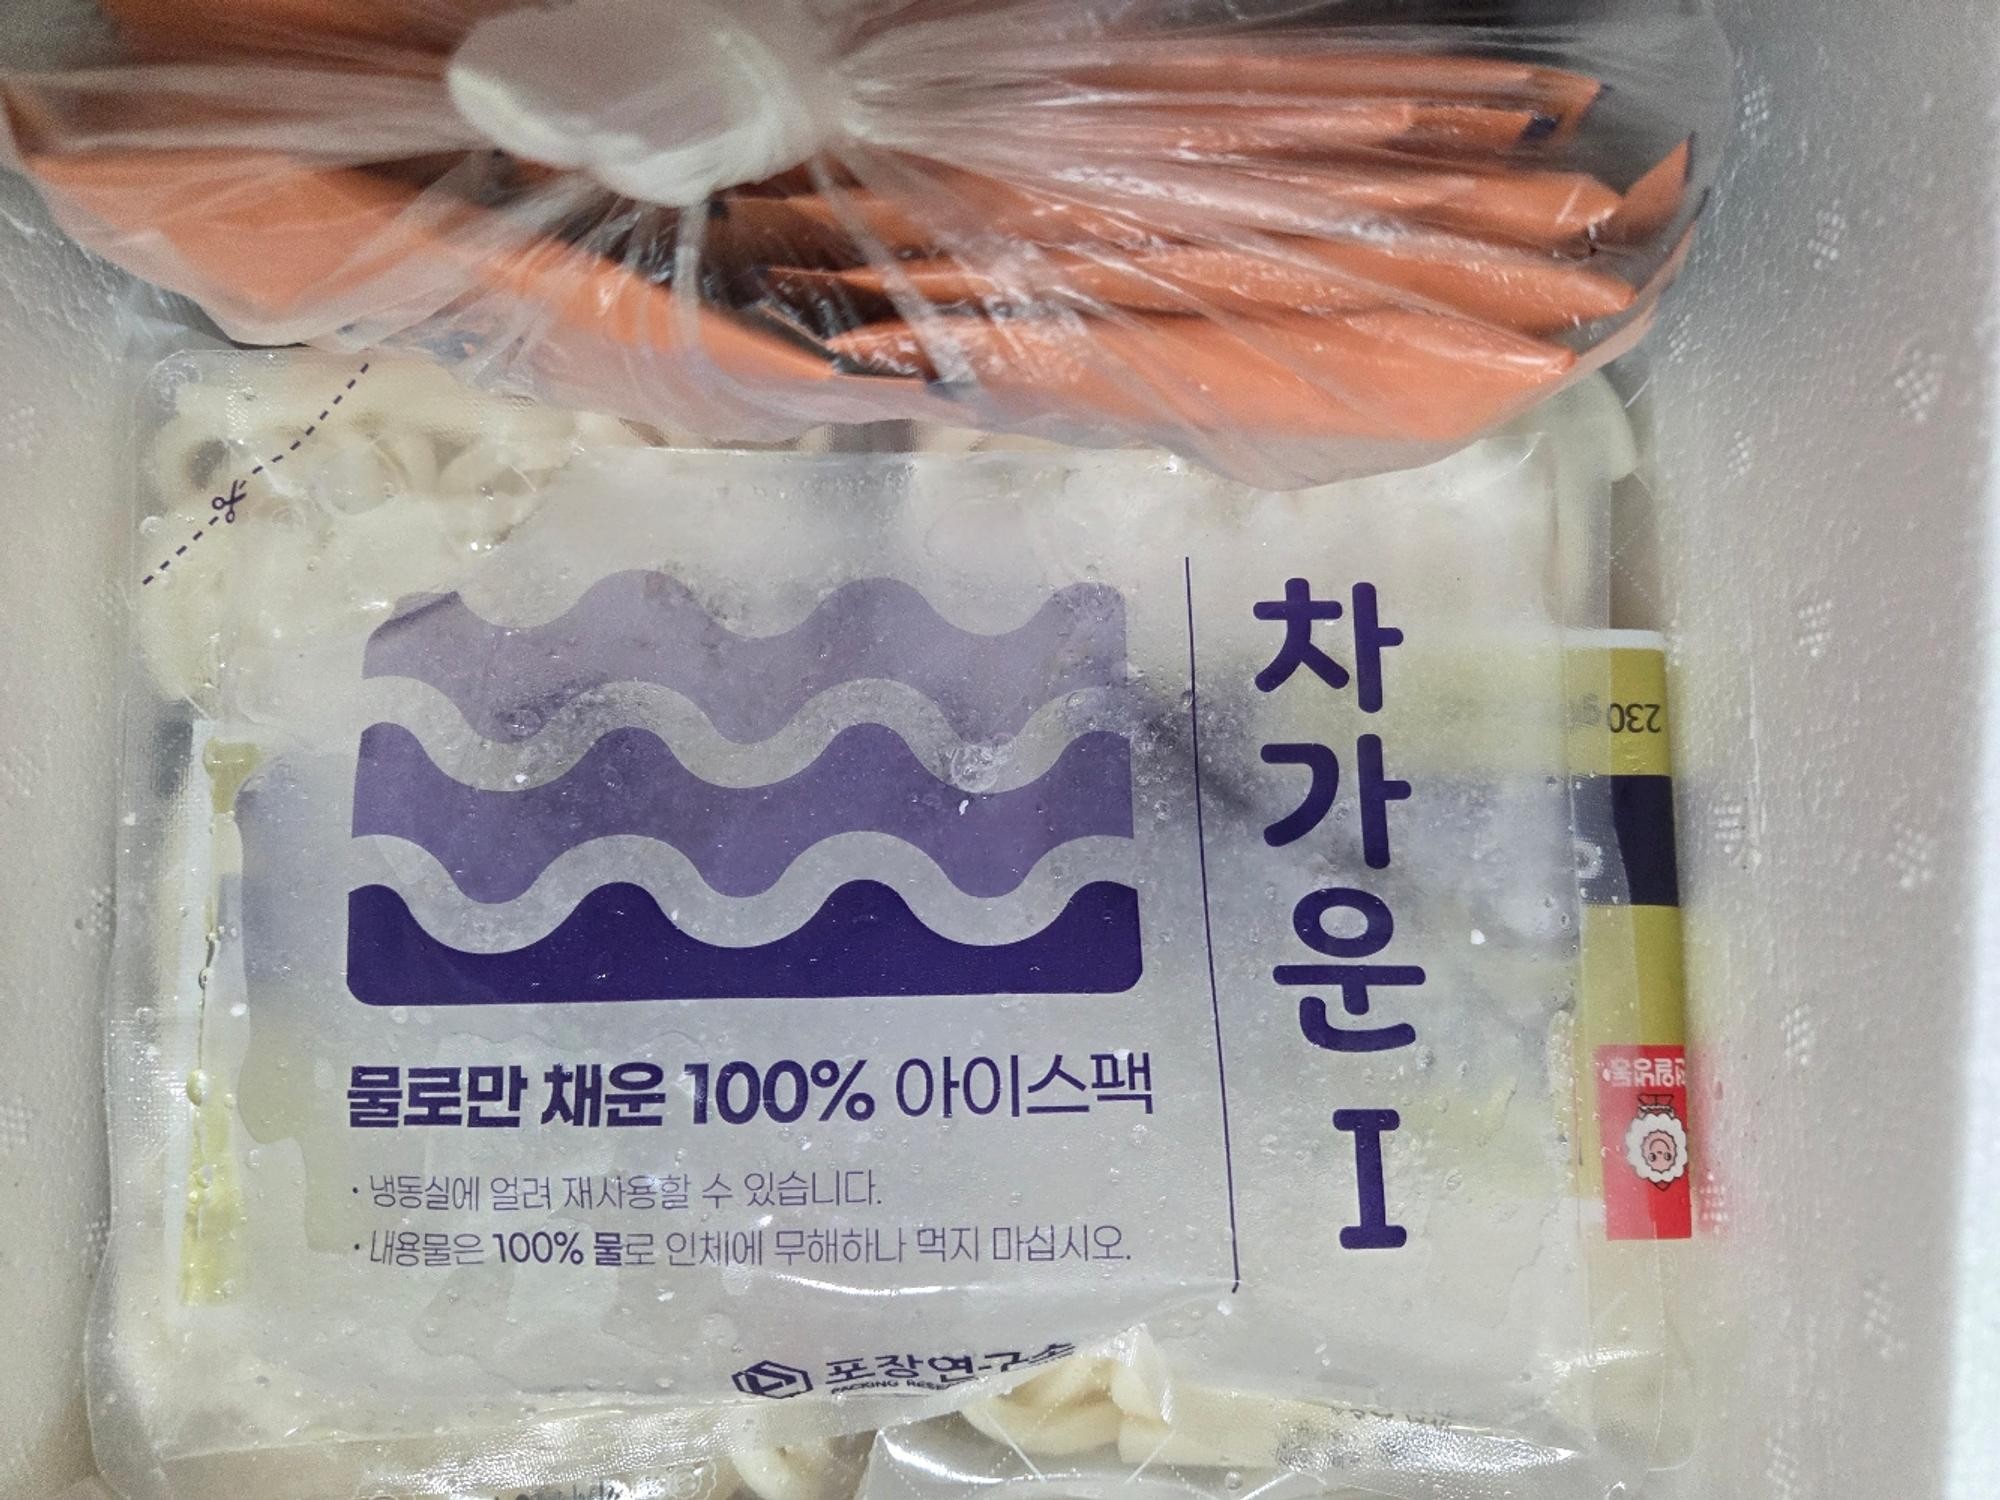 차가운 I
230 g
물로만 채운 100% 아이스팩
· 냉동실에 얼려 재사용할 수 있습니다.
· 내용물은 100% 물로 인체에 무해하나 먹지 마십시오.
포장연구소
PACKING